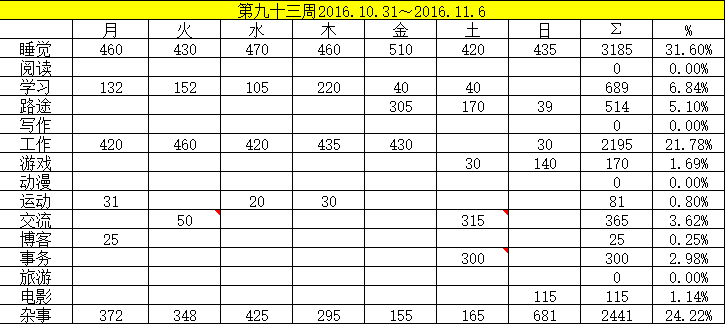 第九十三周2016.10.31～2016.11.6
月 火 水 木 金 土 日 Σ %
睡觉 460 430 470 460 510 420 435 3185 31.60%
阅读 0 0.00%
学习 132 152 105 220 40 40 689 6.84%
路途 305 170 39 514 5.10%
写作 0 0.00%
工作 420 460 420 435 430 30 2195 21.78%
游戏 30 140 170 1.69%
动漫 0 0.00%
运动 31 20 30 81 0.80%
交流 50 315 365 3.62%
博客 25 25 0.25%
事务 300 300 2.98%
旅游 0 0.00%
电影 115 115 1.14%
杂事 372 348 425 295 155 165 681 2441 24.22%